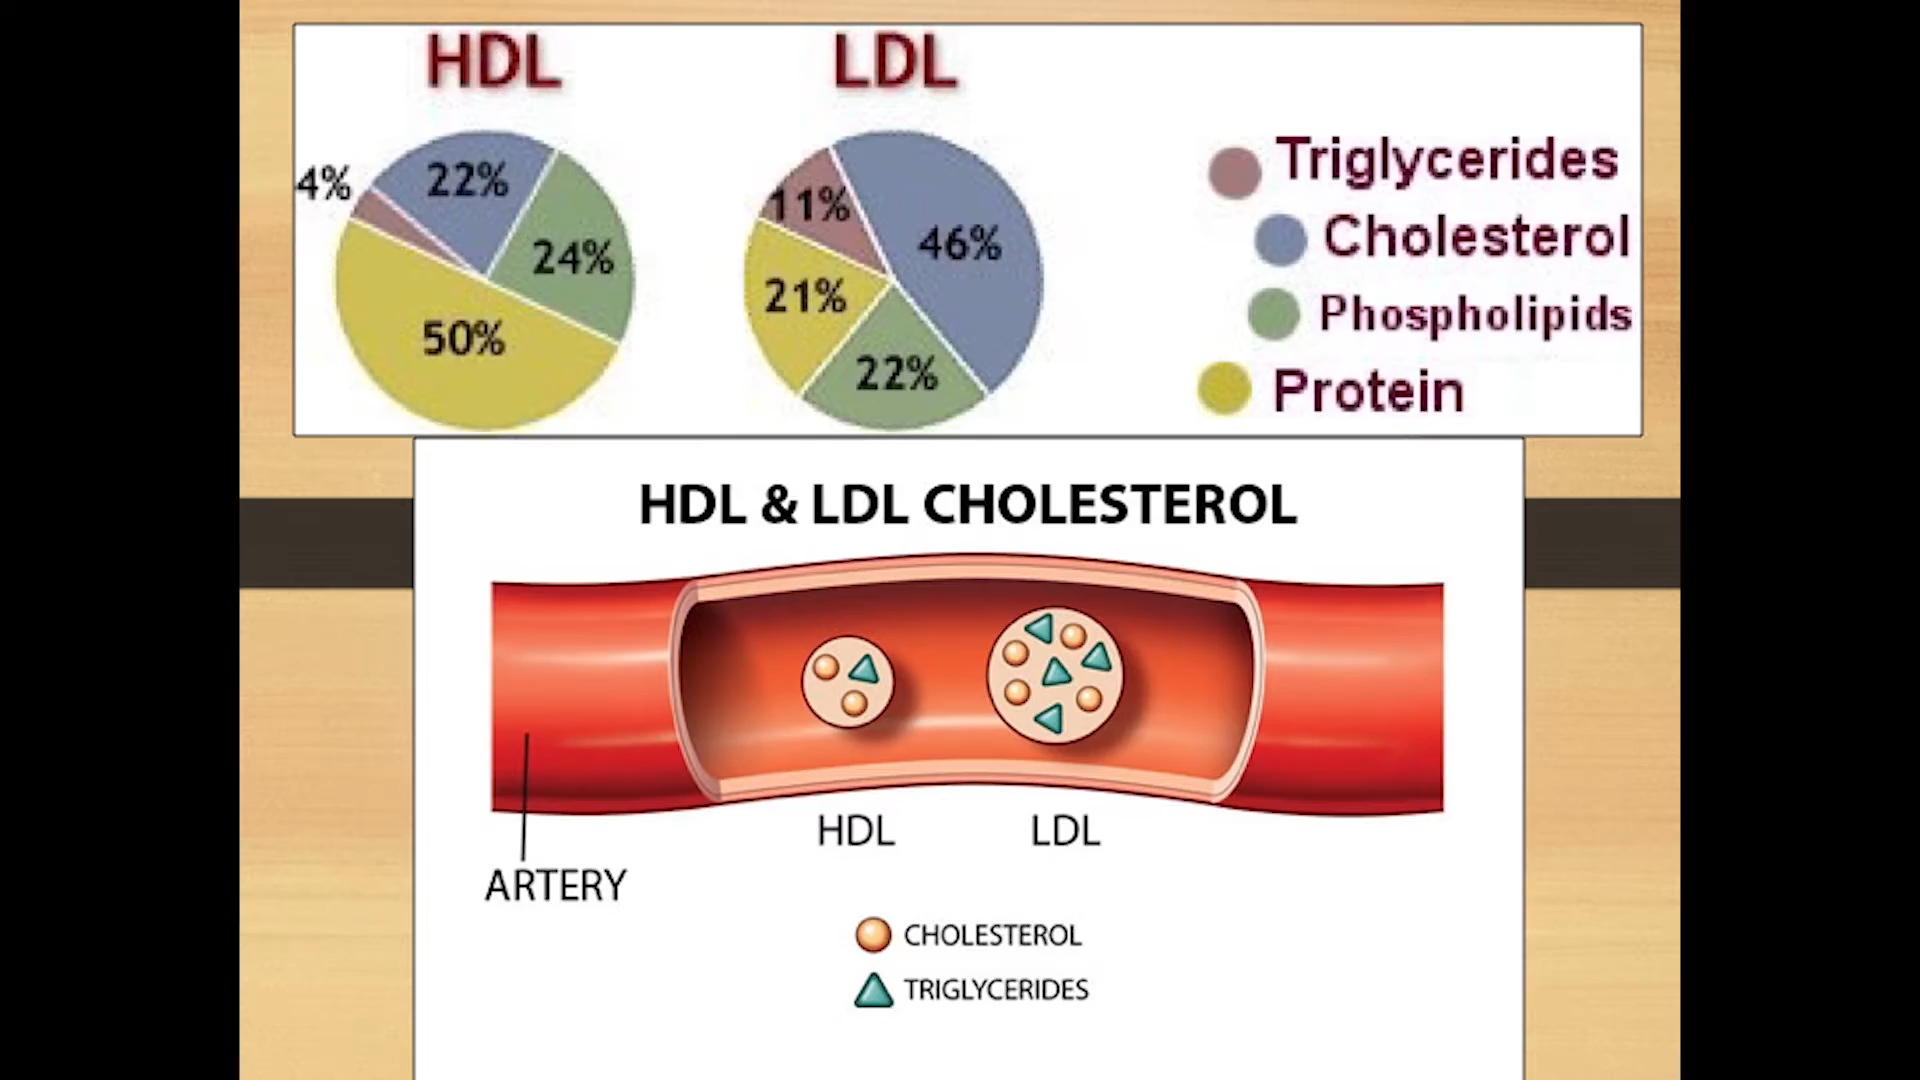 HDL
LDL
4%
22%
24%
50%
11%
46%
21%
22%
Triglycerides
Cholesterol
Phospholipids
Protein
HDL & LDL CHOLESTEROL
HDL
LDL
ARTERY
CHOLESTEROL
TRIGLYCERIDES